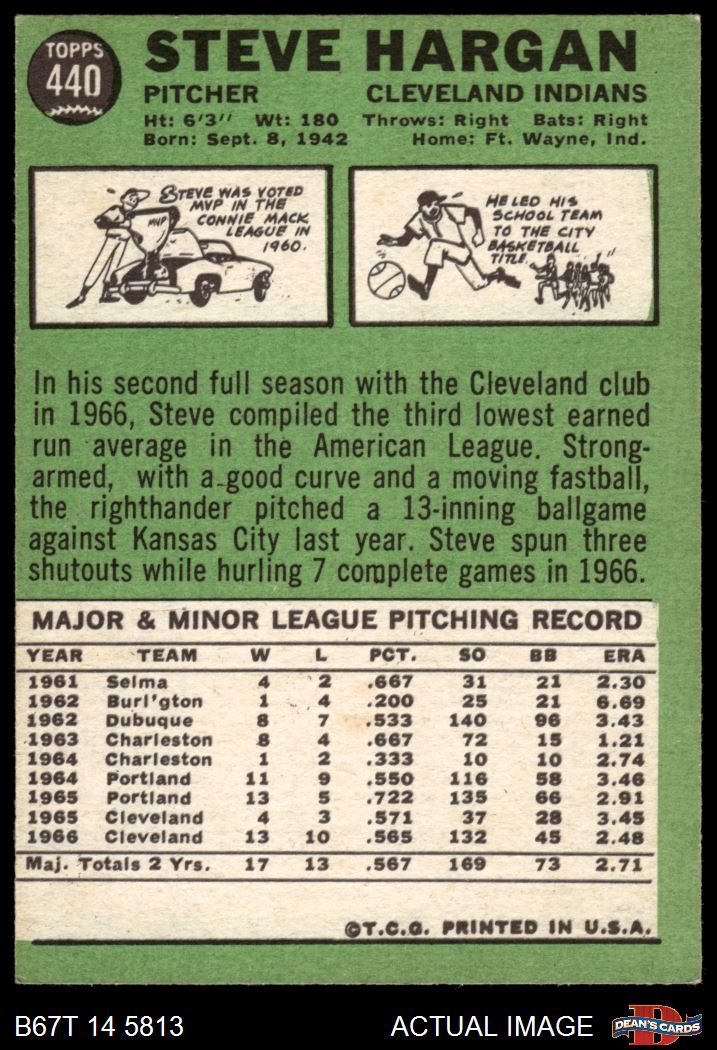 TOPPS
440
STEVE HARGAN
PITCHER CLEVELAND INDIANS
Ht: 6'3" Wt: 180 Throws: Right Bats: Right
Born: Sept. 8, 1942 Home: Ft. Wayne, Ind.
STEVE WAS VOTED
MVP IN THE
CONNIE MACK
LEAGUE IN
1960.
MVP
HE LED HIS
SCHOOL TEAM
TO THE CITY
BASKETBALL
TITLE.
In his second full season with the Cleveland club
in 1966, Steve compiled the third lowest earned
run average in the American League. Strong-
armed, with a good curve and a moving fastball,
the righthander pitched a 13-inning ballgame
against Kansas City last year. Steve spun three
shutouts while hurling 7 complete games in 1966.
MAJOR & MINOR LEAGUE PITCHING RECORD
YEAR TEAM W L PCT. SO BB ERA
1961 Selma 4 2 .667 31 21 2.30
1962 Burl'gton 1 4 .200 25 21 6.69
1962 Dubuque 8 7 .533 140 96 3.43
1963 Charleston 8 4 .667 72 15 1.21
1964 Charleston 1 2 .333 10 10 2.74
1964 Portland 11 9 .550 116 58 3.46
1965 Portland 13 5 .722 135 66 2.91
1965 Cleveland 4 3 .571 37 28 3.45
1966 Cleveland 13 10 .565 132 45 2.48
Maj. Totals 2 Yrs. 17 13 .567 169 73 2.71
©T.C.G. PRINTED IN U.S.A.
B67T 14 5813 ACTUAL IMAGE
D
DEAN'S CARDS